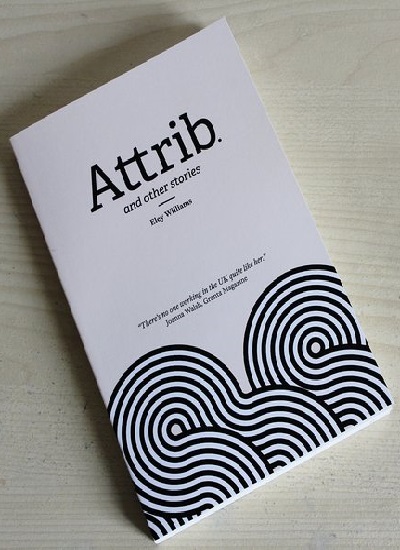 Attrib.
and other stories
Eley Williams
"There's no one working in the UK quite like her."
Joanna Walsh, Granta Magazine